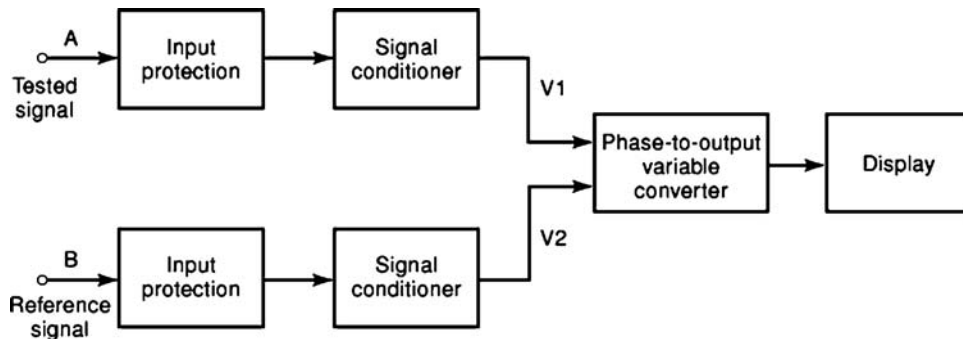 A
Tested
signal
Input
protection
Signal
conditioner
V1
Phase-to-output
variable
converter
Display
V2
B
Reference
signal
Input
protection
Signal
conditioner